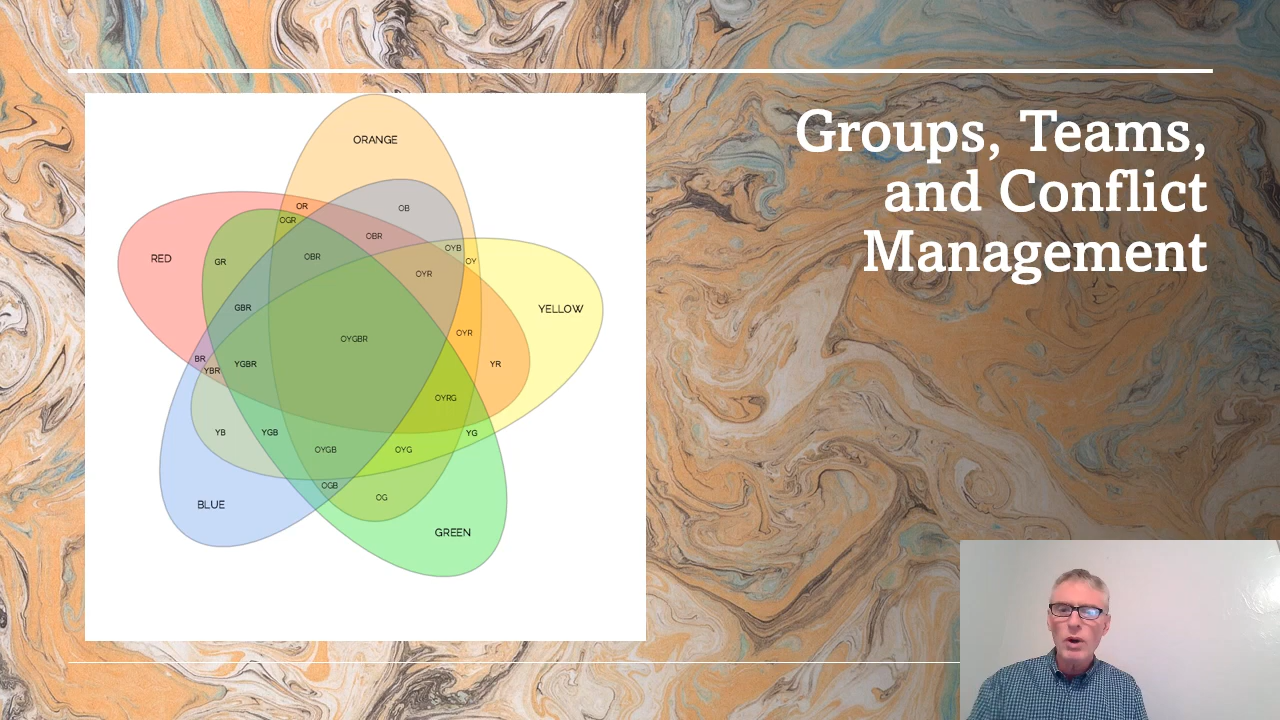 Groups, Teams,
and Conflict
Management
ORANGE
OR
OB
OGR
OBR
OYB
RED
GR
OBR
OY
OYR
GBR
YELLOW
OYR
OYGBR
BR
YBR
YGBR
YR
OYRG
YB
YGB
YG
OYGB
OYG
OGB
OG
BLUE
GREEN